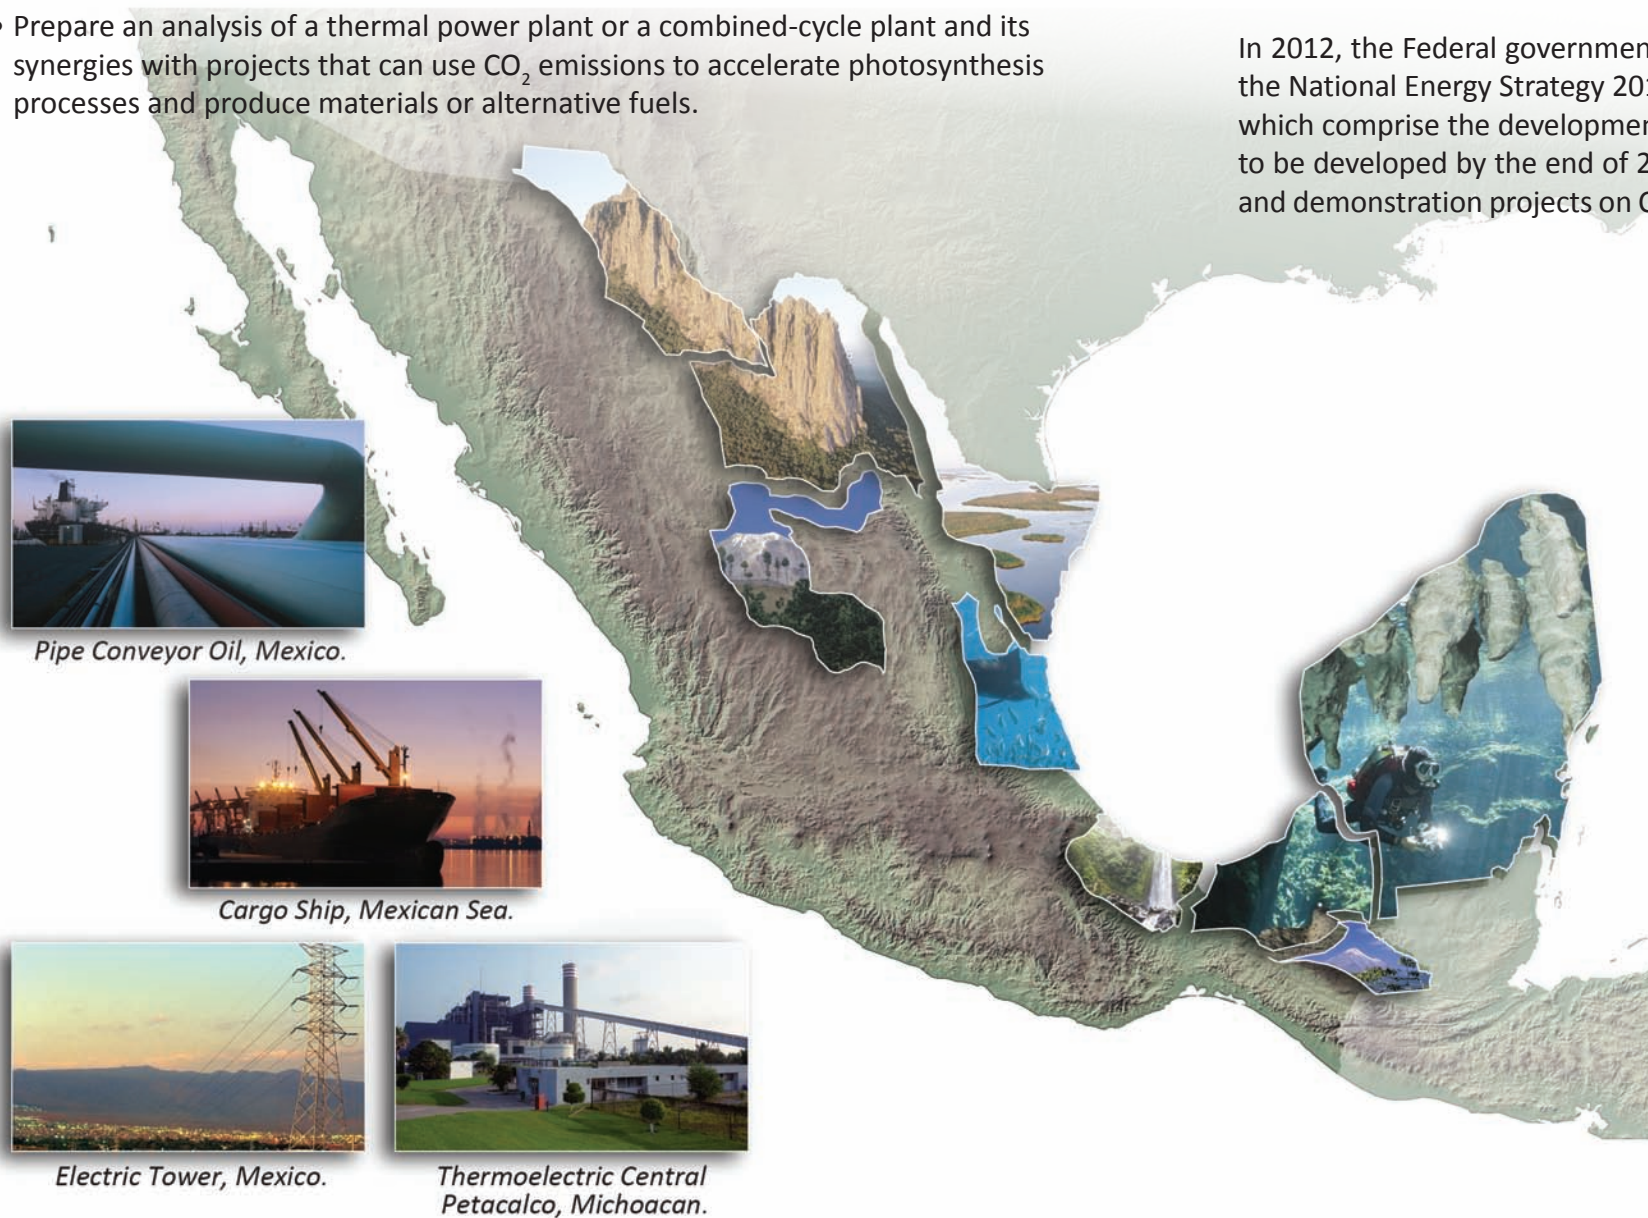 • Prepare an analysis of a thermal power plant or a combined-cycle plant and its
synergies with projects that can use CO₂ emissions to accelerate photosynthesis
processes and produce materials or alternative fuels.
In 2012, the Federal governmen
the National Energy Strategy 201
which comprise the developmen
to be developed by the end of 2
and demonstration projects on
Pipe Conveyor Oil, Mexico.
Cargo Ship, Mexican Sea.
Electric Tower, Mexico.
Thermoelectric Central
Petacalco, Michoacan.